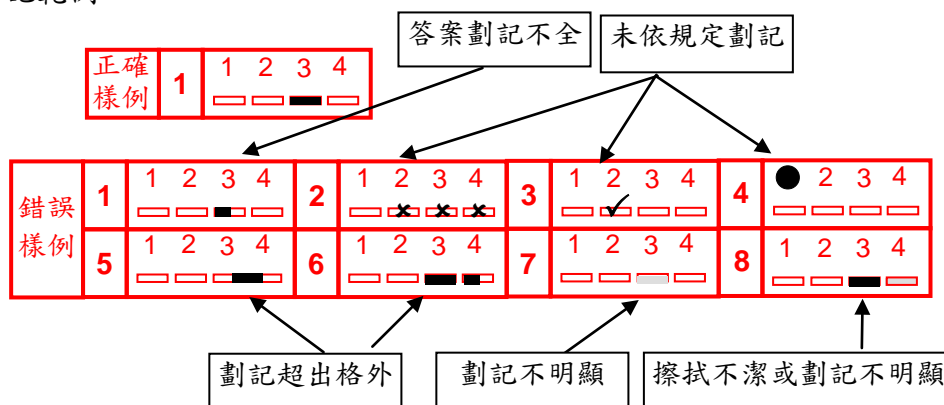 答案劃記不全 未依規定劃記
正確樣例 1 1 2 3 4
錯誤樣例
1 1 2 3 4 2 1 2 3 4 3 1 2 3 4 4 2 3 4
5 1 2 3 4 6 1 2 3 4 7 1 2 3 4 8 1 2 3 4
劃記超出格外 劃記不明顯 擦拭不潔或劃記不明顯